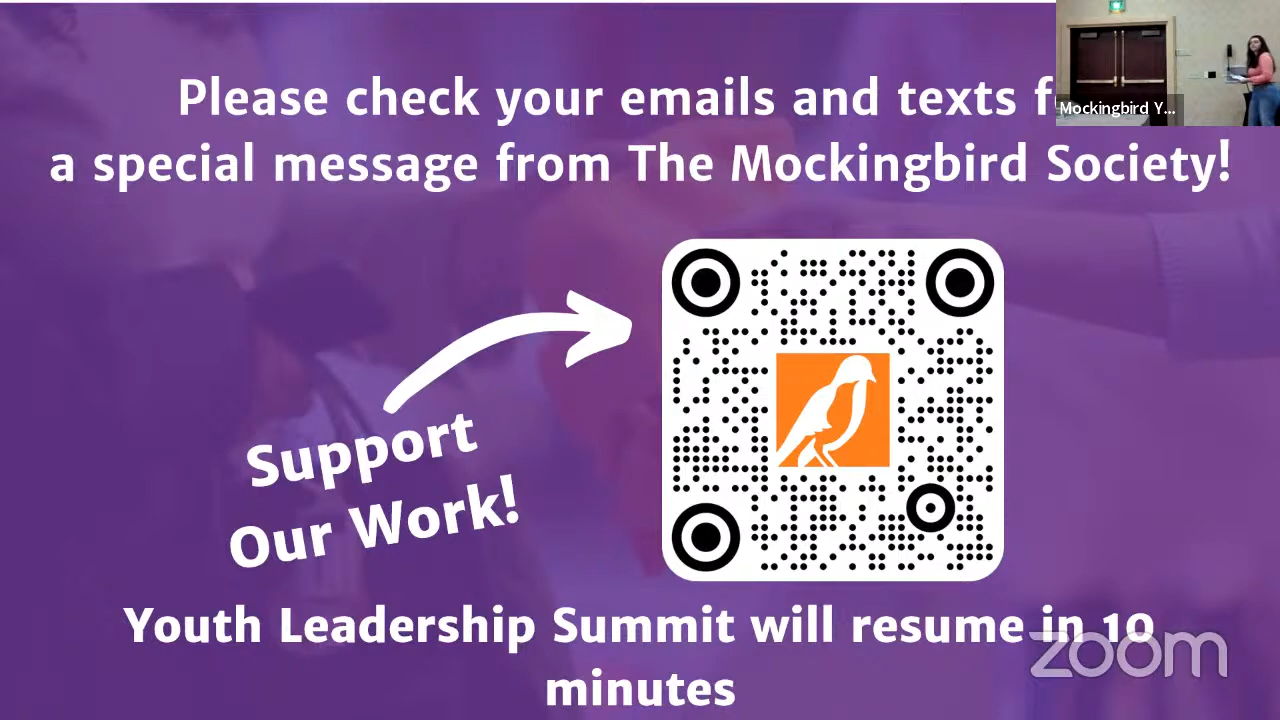 Please check your emails and texts f
a special message from The Mockingbird Society!
Mockingbird Y...
Support
Our Work!
Youth Leadership Summit will resume in 10
minutes
zoom